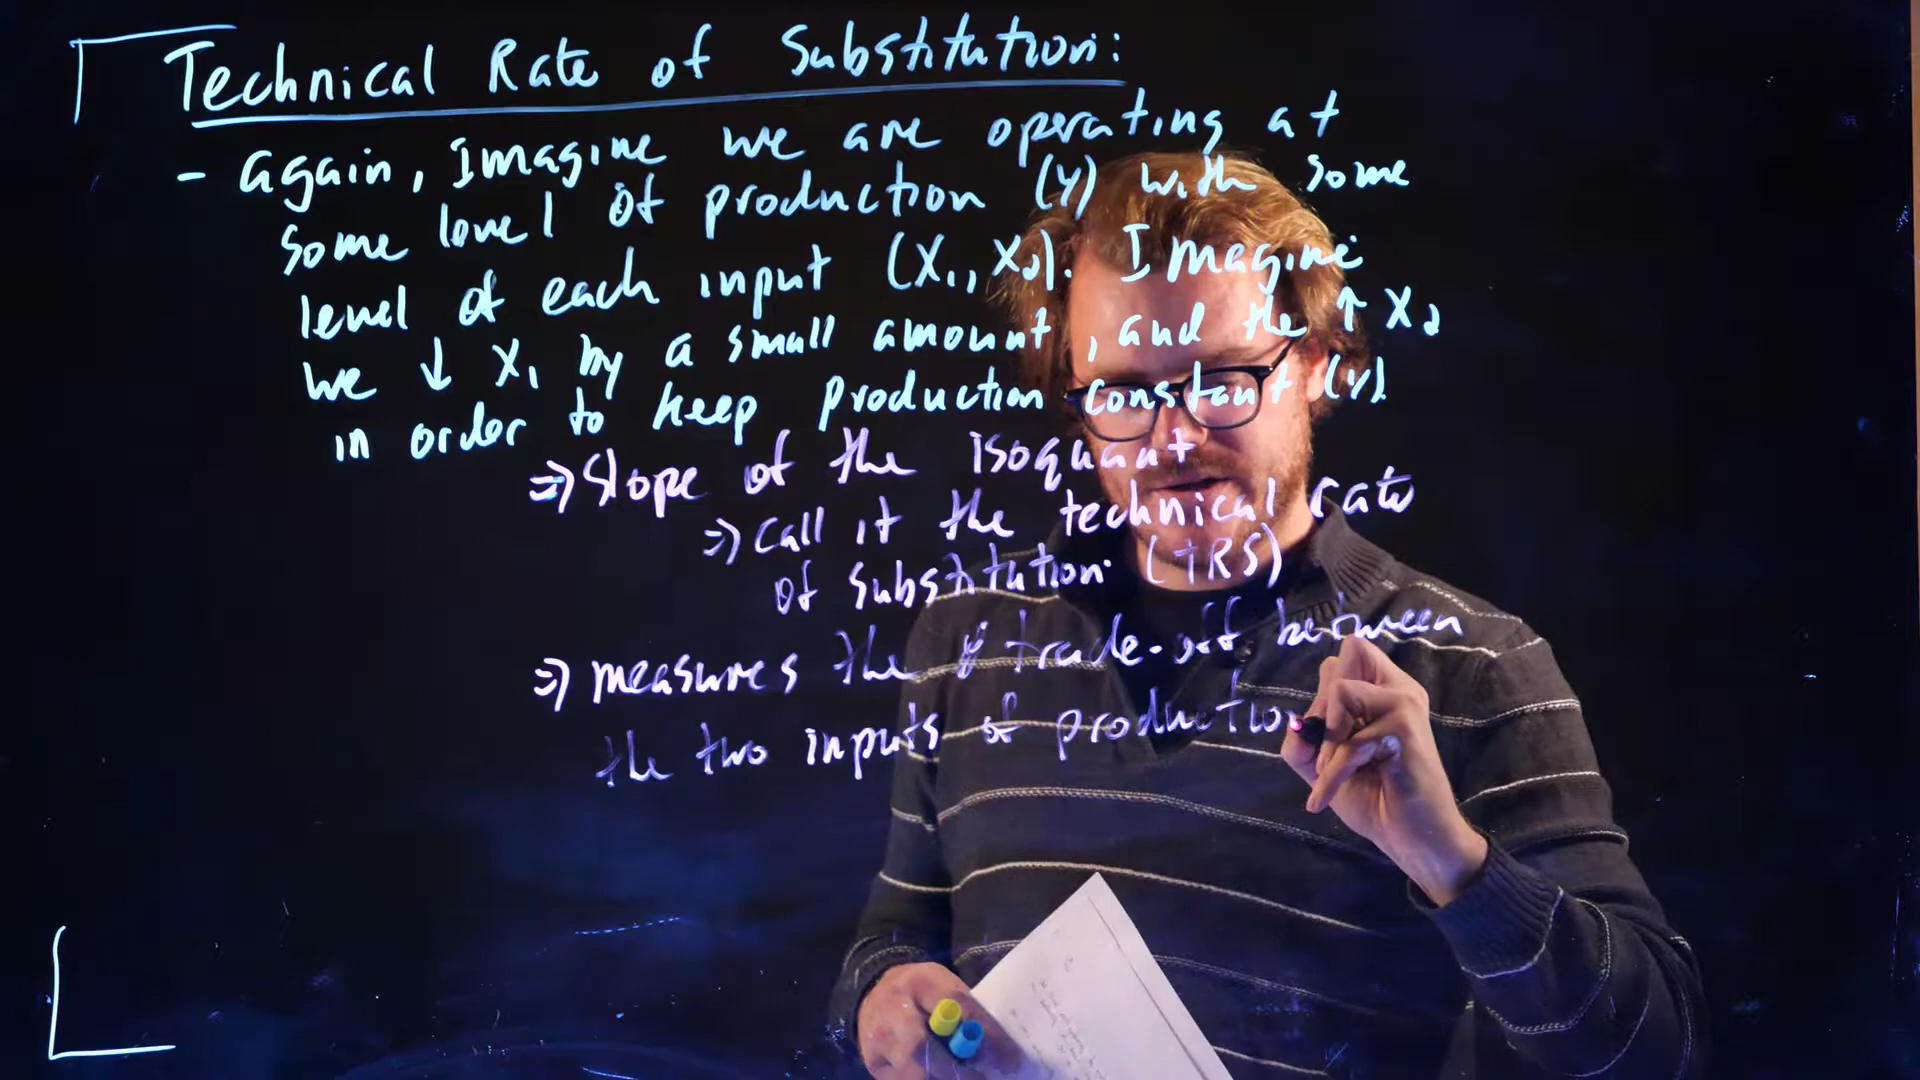 Technical Rate of Substitution:
- again, Imagine we are operating at
some level of production (Y) with some
level of each input (X₁, X₂). Imagine
we ↓ X₁ by a small amount, and the ↑ X₂
in order to keep production constant (Y).
⇒ Slope of the isoquant
⇒ Call it the technical rate
of substitution (TRS)
⇒ measures the trade-off between
the two inputs of production